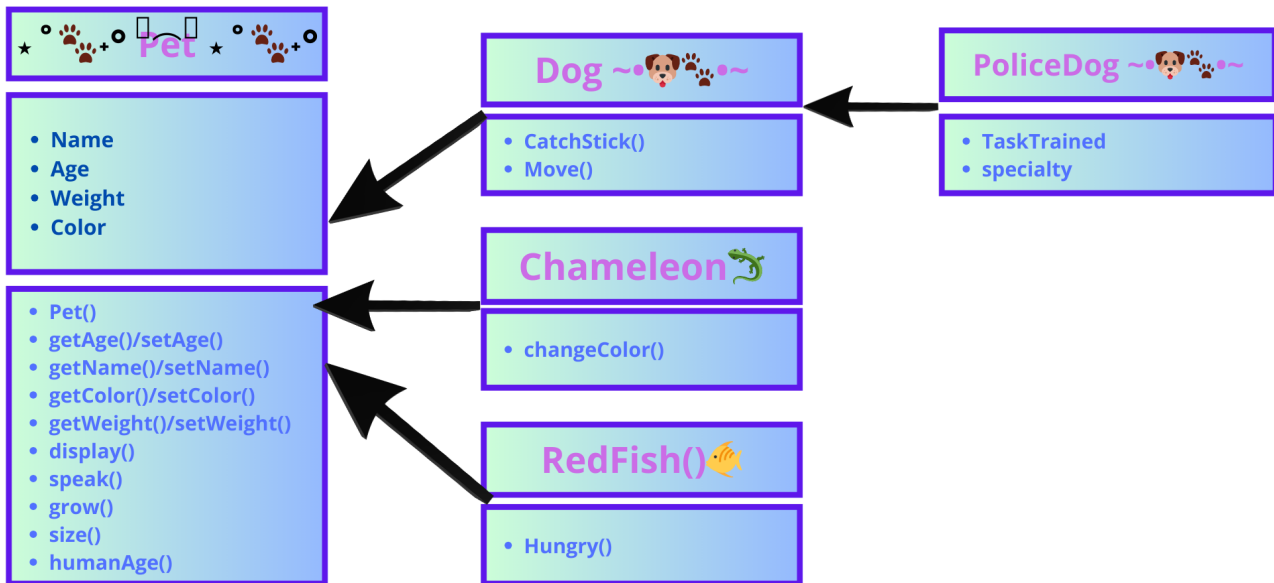 Pet
• Name
• Age
• Weight
• Color
• Pet()
• getAge()/setAge()
• getName()/setName()
• getColor()/setColor()
• getWeight()/setWeight()
• display()
• speak()
• grow()
• size()
• humanAge()
Dog ~•🐶🐾•~
• CatchStick()
• Move()
PoliceDog ~•🐶🐾•~
• TaskTrained
• specialty
Chameleon🦎
• changeColor()
RedFish()🐠
• Hungry()